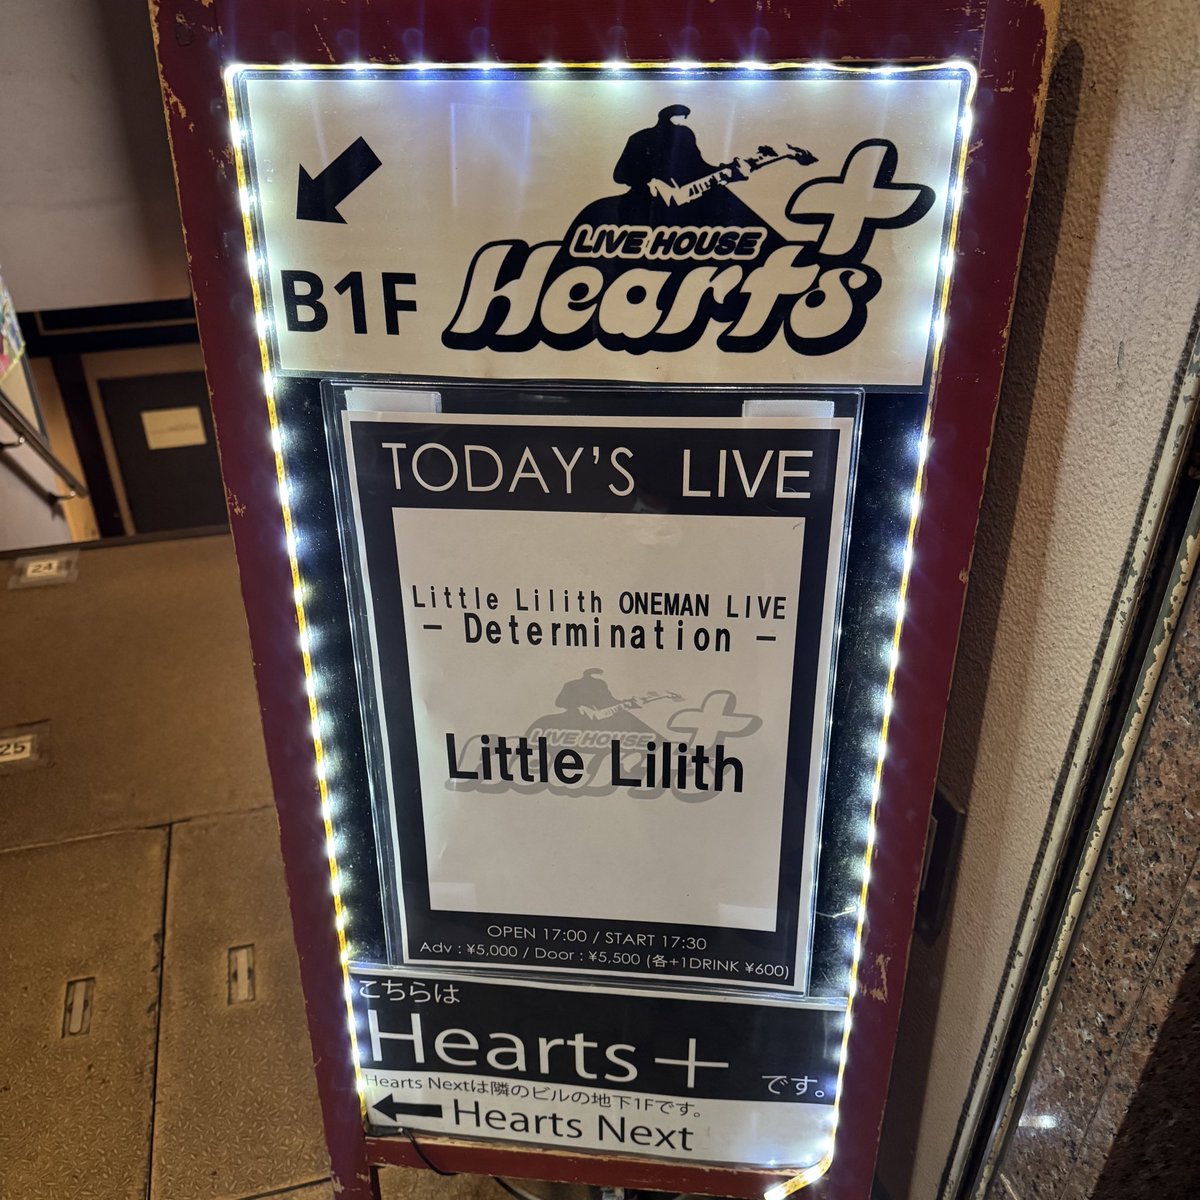 B1F
LIVE HOUSE
Hearts+
TODAY'S LIVE
Little Lilith ONEMAN LIVE
− Determination −
LIVE HOUSE
Hearts+
Little Lilith
OPEN 17:00 / START 17:30
Adv : ¥5,000 / Door : ¥5,500 (各+1DRINK ¥600)
こちらは
Hearts+
です。
Hearts Nextは隣のビルの地下1Fです。
Hearts Next
24
25